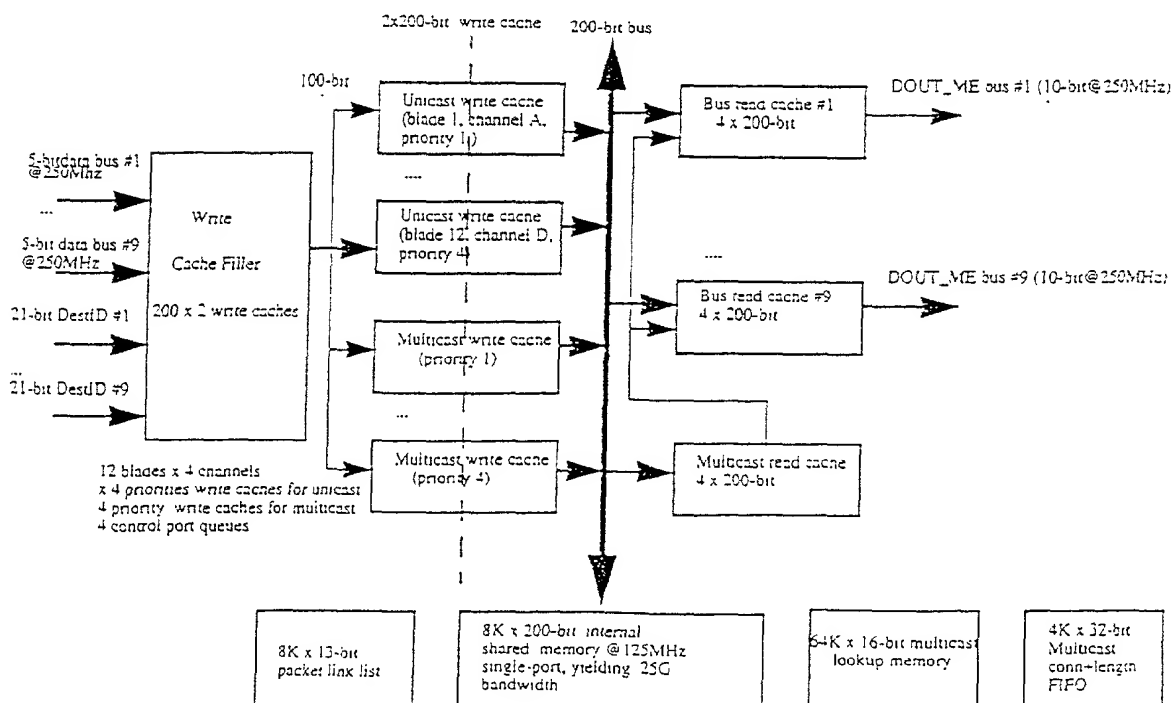 2x200-bit write cache
200-bit bus
100-bit
Unicast write cache
(blade 1, channel A,
priority 1)
....
Unicast write cache
(blade 12, channel D,
priority 4)
Multicast write cache
(priority 1)
...
Multicast write cache
(priority 4)
5-bitdata bus #1
@250Mhz
...
5-bit data bus #9
@250MHz
21-bit DestID #1
...
21-bit DestID #9
Write
Cache Filler
200 x 2 write caches
12 blades x 4 channels
x 4 priorities write caches for unicast
4 priority write caches for multicast
4 control port queues
Bus read cache #1
4 x 200-bit
DOUT_ME bus #1 (10-bit@250MHz)
....
Bus read cache #9
4 x 200-bit
DOUT_ME bus #9 (10-bit@250MHz)
Multicast read cache
4 x 200-bit
8K x 13-bit
packet link list
8K x 200-bit internal
shared memory @125MHz
single-port, yielding 25G
bandwidth
64K x 16-bit multicast
lookup memory
4K x 32-bit
Multicast
conn+length
FIFO